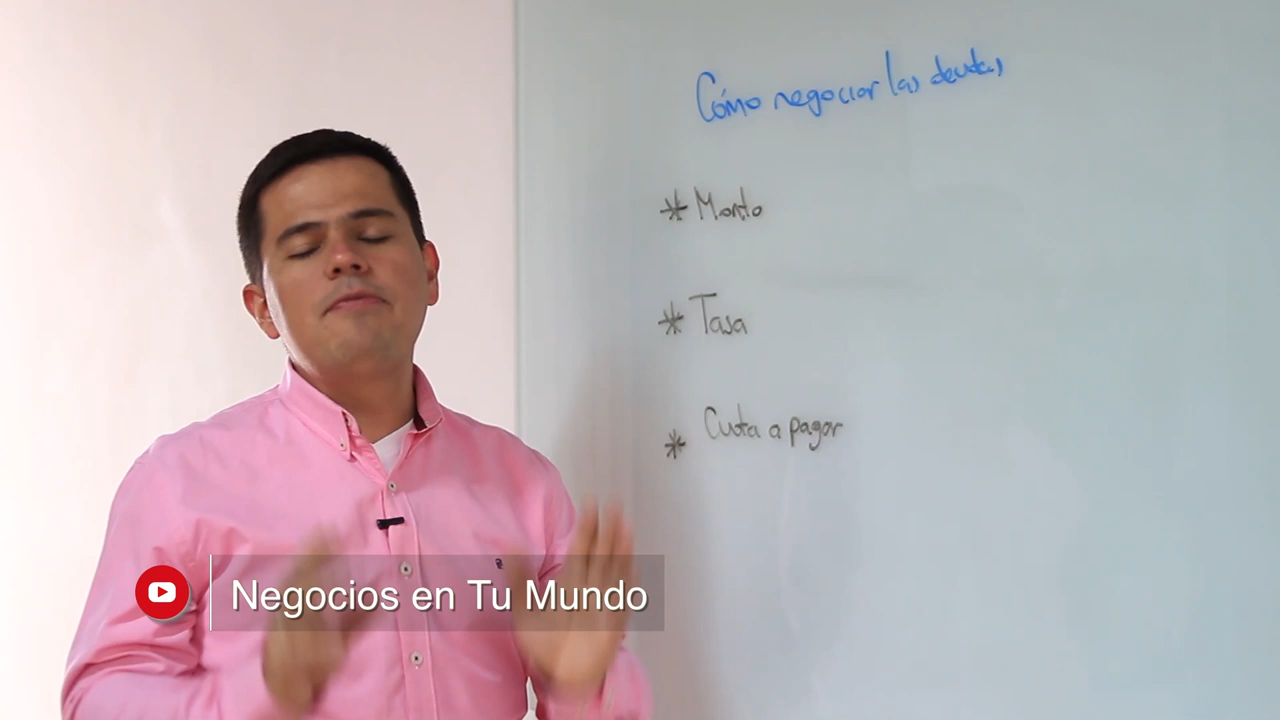 Cómo negociar las deudas
* Monto
* Tasa
* Cuota a pagar
Negocios en Tu Mundo